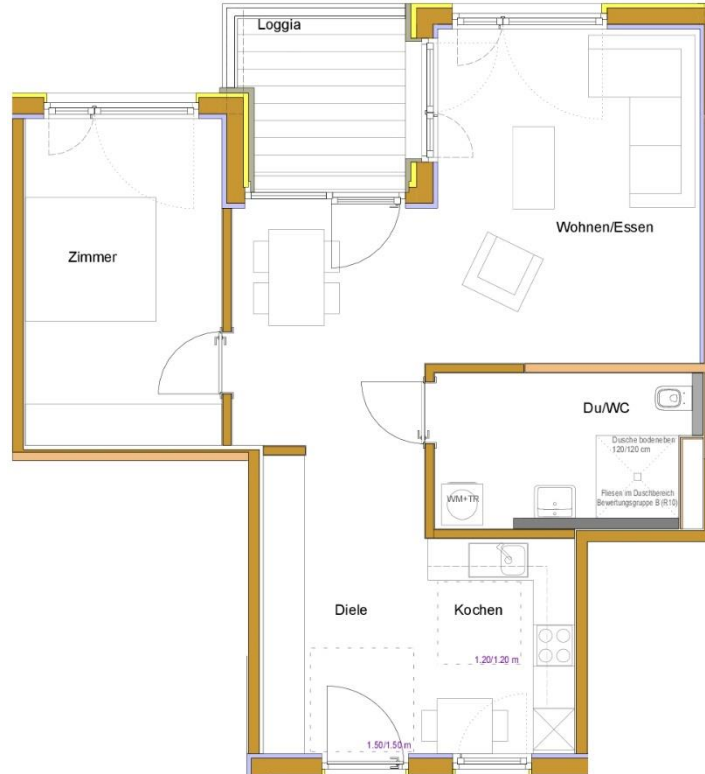 Loggia
Zimmer
Wohnen/Essen
Du/WC
Dusche bodeneben
120/120 cm
Fliesen im Duschbereich
Bewertungsgruppe B (R10)
WM+TR
Diele
Kochen
1.20/1.20 m
1.50/1.50 m